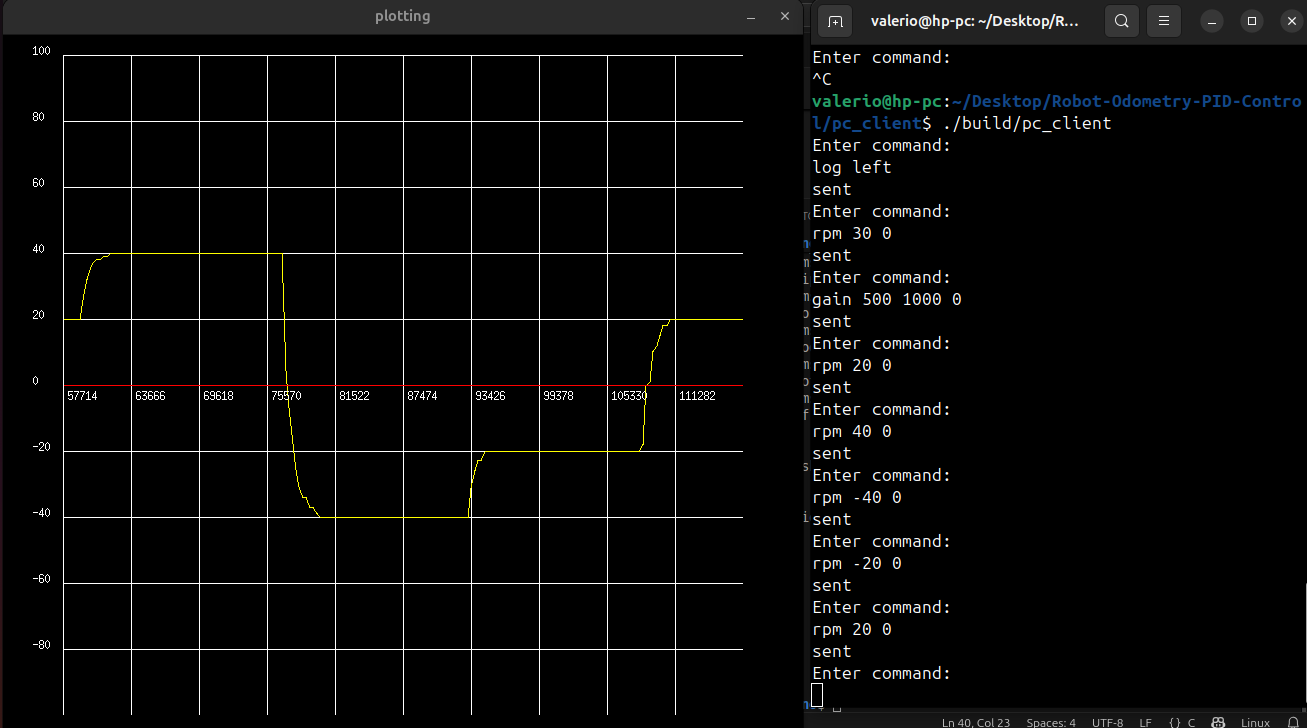 plotting
100
80
60
40
20
0
57714 63666 69618 75570 81522 87474 93426 99378 105330 111282
-20
-40
-60
-80
valerio@hp-pc: ~/Desktop/R...
Enter command:
^C
valerio@hp-pc:~/Desktop/Robot-Odometry-PID-Contro
l/pc_client$ ./build/pc_client
Enter command:
log left
sent
Enter command:
rpm 30 0
sent
Enter command:
gain 500 1000 0
sent
Enter command:
rpm 20 0
sent
Enter command:
rpm 40 0
sent
Enter command:
rpm -40 0
sent
Enter command:
rpm -20 0
sent
Enter command:
rpm 20 0
sent
Enter command:
Ln 40, Col 23 Spaces: 4 UTF-8 LF {} C Linux